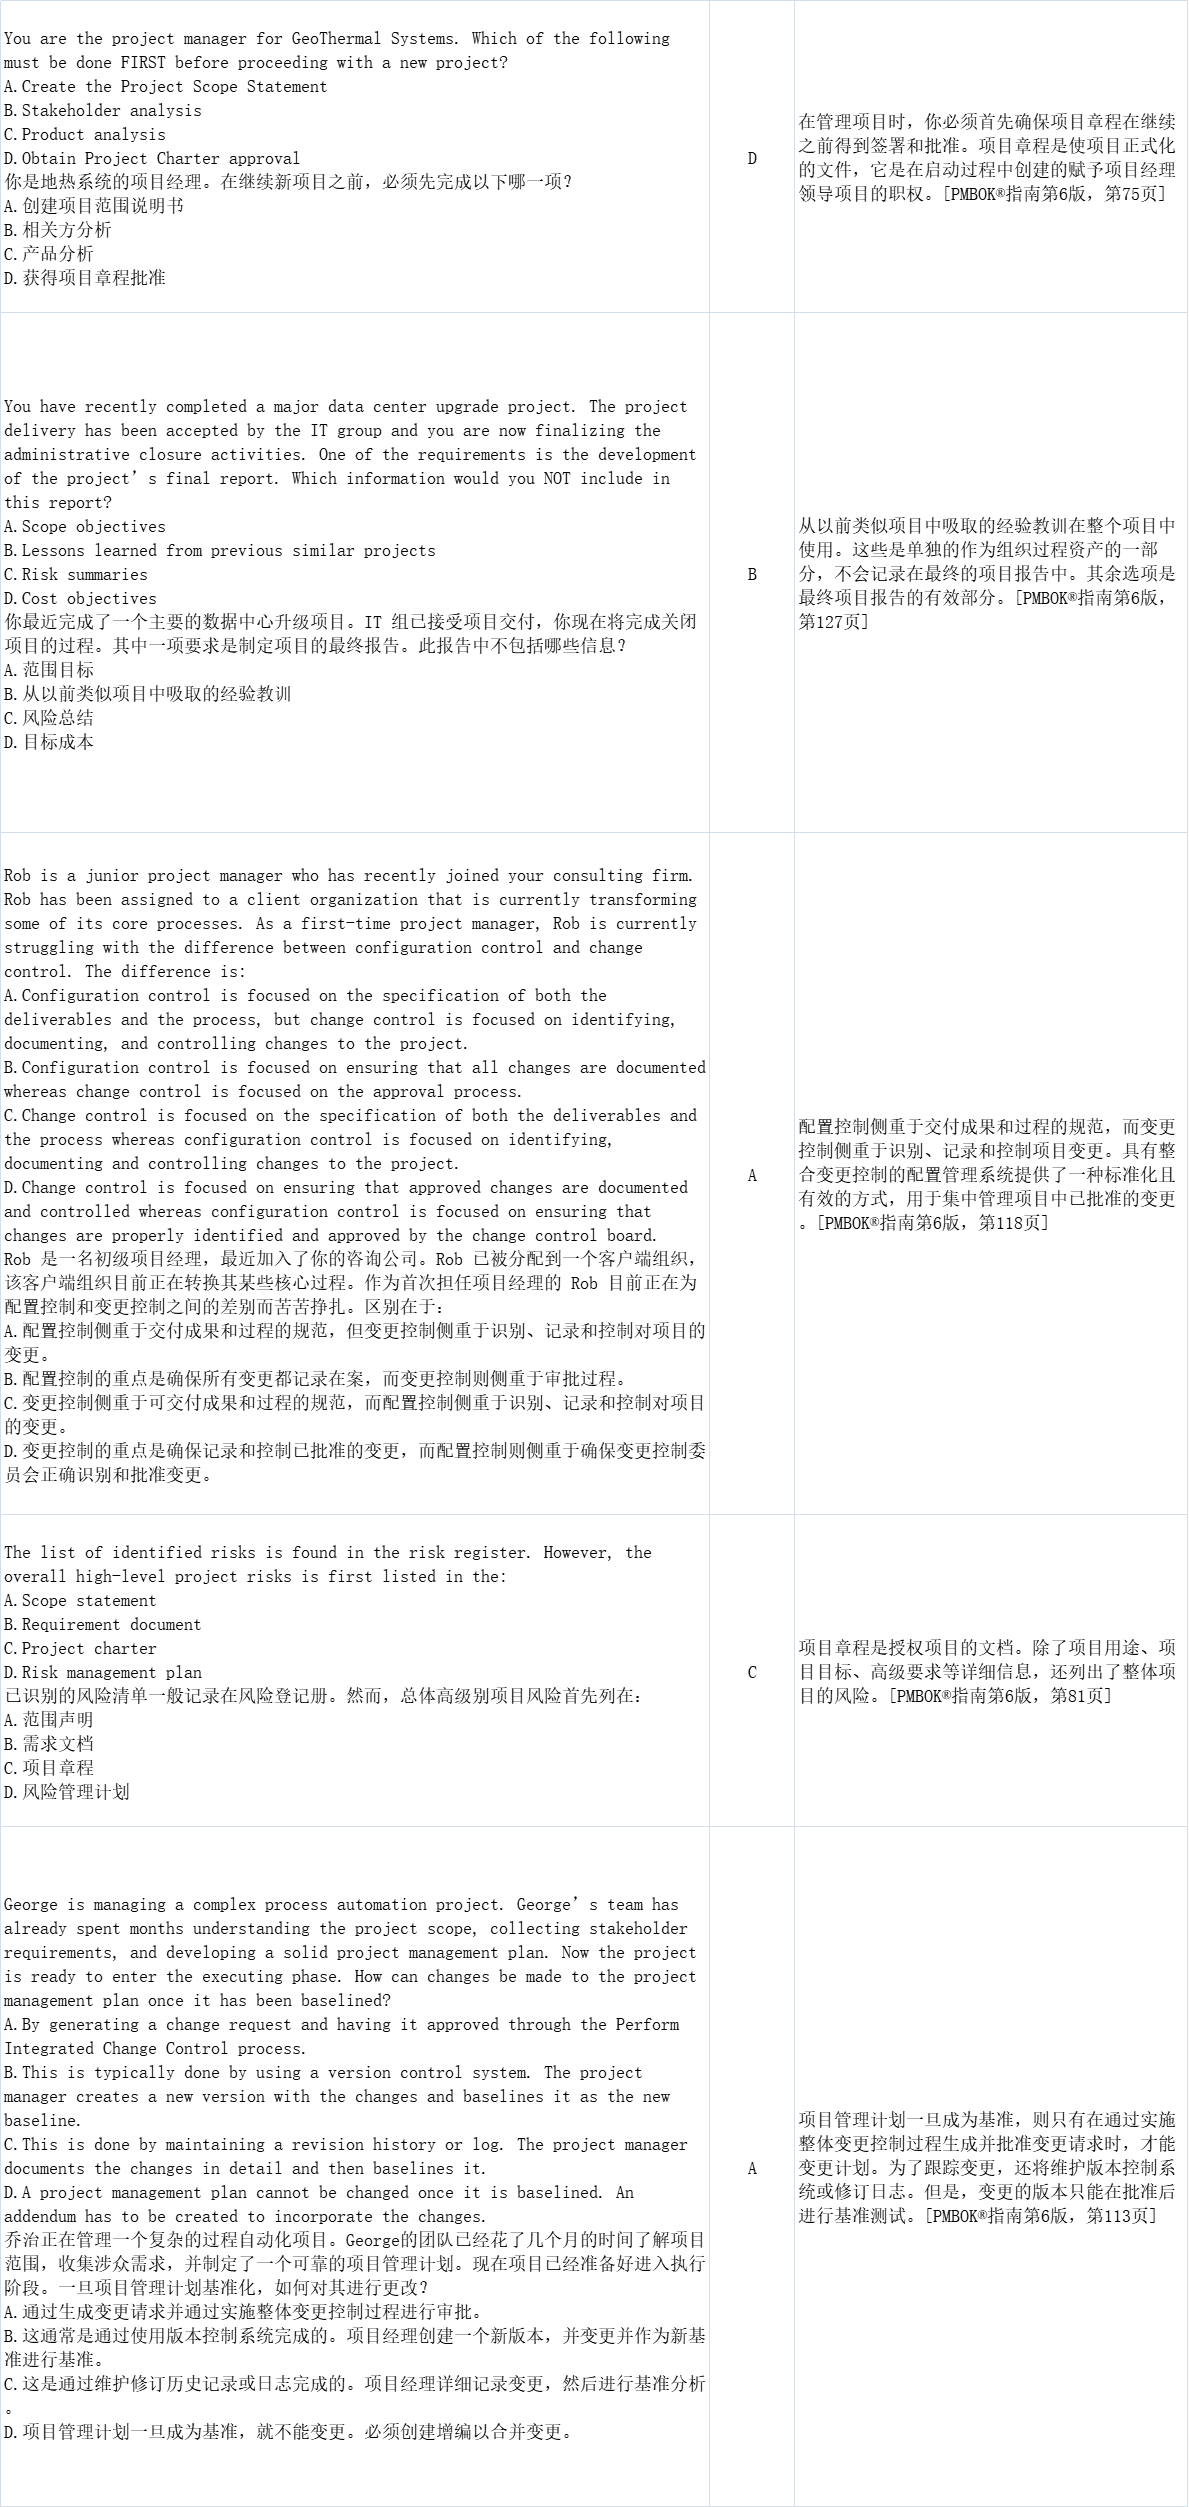 You are the project manager for GeoThermal Systems. Which of the following
must be done FIRST before proceeding with a new project?
A.Create the Project Scope Statement
B.Stakeholder analysis
C.Product analysis
D.Obtain Project Charter approval
你是地热系统的项目经理。在继续新项目之前，必须先完成以下哪一项？
A.创建项目范围说明书
B.相关方分析
C.产品分析
D.获得项目章程批准
D
在管理项目时，你必须首先确保项目章程在继续
之前得到签署和批准。项目章程是使项目正式化
的文件，它是在启动过程中创建的赋予项目经理
领导项目的职权。[PMBOK®指南第6版，第75页]
You have recently completed a major data center upgrade project. The project
delivery has been accepted by the IT group and you are now finalizing the
administrative closure activities. One of the requirements is the development
of the project’s final report. Which information would you NOT include in
this report?
A.Scope objectives
B.Lessons learned from previous similar projects
C.Risk summaries
D.Cost objectives
你最近完成了一个主要的数据中心升级项目。IT 组已接受项目交付，你现在将完成关闭
项目的过程。其中一项要求是制定项目的最终报告。此报告中不包括哪些信息？
A.范围目标
B.从以前类似项目中吸取的经验教训
C.风险总结
D.目标成本
B
从以前类似项目中吸取的经验教训在整个项目中
使用。这些是单独的作为组织过程资产的一部
分，不会记录在最终的项目报告中。其余选项是
最终项目报告的有效部分。[PMBOK®指南第6版，
第127页]
Rob is a junior project manager who has recently joined your consulting firm.
Rob has been assigned to a client organization that is currently transforming
some of its core processes. As a first-time project manager, Rob is currently
struggling with the difference between configuration control and change
control. The difference is:
A.Configuration control is focused on the specification of both the
deliverables and the process, but change control is focused on identifying,
documenting, and controlling changes to the project.
B.Configuration control is focused on ensuring that all changes are documented
whereas change control is focused on the approval process.
C.Change control is focused on the specification of both the deliverables and
the process whereas configuration control is focused on identifying,
documenting and controlling changes to the project.
D.Change control is focused on ensuring that approved changes are documented
and controlled whereas configuration control is focused on ensuring that
changes are properly identified and approved by the change control board.
Rob 是一名初级项目经理，最近加入了你的咨询公司。Rob 已被分配到一个客户端组织，
该客户端组织目前正在转换其某些核心过程。作为首次担任项目经理的 Rob 目前正在为
配置控制和变更控制之间的差别而苦苦挣扎。区别在于：
A.配置控制侧重于交付成果和过程的规范，但变更控制侧重于识别、记录和控制对项目的
变更。
B.配置控制的重点是确保所有变更都记录在案，而变更控制则侧重于审批过程。
C.变更控制侧重于可交付成果和过程的规范，而配置控制侧重于识别、记录和控制对项目
的变更。
D.变更控制的重点是确保记录和控制已批准的变更，而配置控制则侧重于确保变更控制委
员会正确识别和批准变更。
A
配置控制侧重于交付成果和过程的规范，而变更
控制侧重于识别、记录和控制项目变更。具有整
合变更控制的配置管理系统提供了一种标准化且
有效的方式，用于集中管理项目中已批准的变更
。[PMBOK®指南第6版，第118页]
The list of identified risks is found in the risk register. However, the
overall high-level project risks is first listed in the:
A.Scope statement
B.Requirement document
C.Project charter
D.Risk management plan
已识别的风险清单一般记录在风险登记册。然而，总体高级别项目风险首先列在：
A.范围声明
B.需求文档
C.项目章程
D.风险管理计划
C
项目章程是授权项目的文档。除了项目用途、项
目目标、高级要求等详细信息，还列出了整体项
目的风险。[PMBOK®指南第6版，第81页]
George is managing a complex process automation project. George’s team has
already spent months understanding the project scope, collecting stakeholder
requirements, and developing a solid project management plan. Now the project
is ready to enter the executing phase. How can changes be made to the project
management plan once it has been baselined?
A.By generating a change request and having it approved through the Perform
Integrated Change Control process.
B.This is typically done by using a version control system. The project
manager creates a new version with the changes and baselines it as the new
baseline.
C.This is done by maintaining a revision history or log. The project manager
documents the changes in detail and then baselines it.
D.A project management plan cannot be changed once it is baselined. An
addendum has to be created to incorporate the changes.
乔治正在管理一个复杂的过程自动化项目。George的团队已经花了几个月的时间了解项目
范围，收集涉众需求，并制定了一个可靠的项目管理计划。现在项目已经准备好进入执行
阶段。一旦项目管理计划基准化，如何对其进行更改？
A.通过生成变更请求并通过实施整体变更控制过程进行审批。
B.这通常是通过使用版本控制系统完成的。项目经理创建一个新版本，并变更并作为新基
准进行基准。
C.这是通过维护修订历史记录或日志完成的。项目经理详细记录变更，然后进行基准分析
。
D.项目管理计划一旦成为基准，就不能变更。必须创建增编以合并变更。
A
项目管理计划一旦成为基准，则只有在通过实施
整体变更控制过程生成并批准变更请求时，才能
变更计划。为了跟踪变更，还将维护版本控制系
统或修订日志。但是，变更的版本只能在批准后
进行基准测试。[PMBOK®指南第6版，第113页]